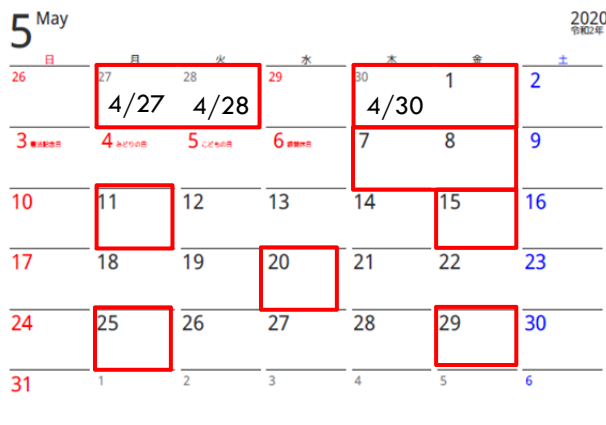 5 May 2020
令和2年
日 月 火 水 木 金 土
26 27 28 29 30 1 2
4/27 4/28 4/30
3 憲法記念日 4 みどりの日 5 こどもの日 6 振替休日 7 8 9
10 11 12 13 14 15 16
17 18 19 20 21 22 23
24 25 26 27 28 29 30
31 1 2 3 4 5 6